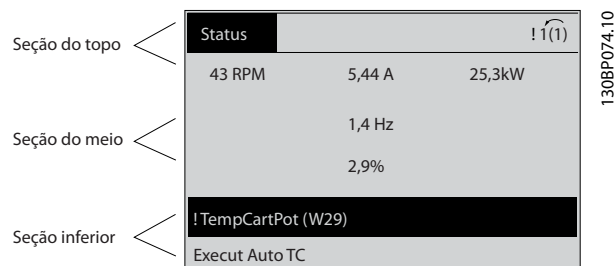 Seção do topo
Status
! 1(1)
43 RPM 5,44 A 25,3kW
Seção do meio
1,4 Hz
2,9%
! TempCartPot (W29)
Seção inferior
Execut Auto TC
130BP074.10